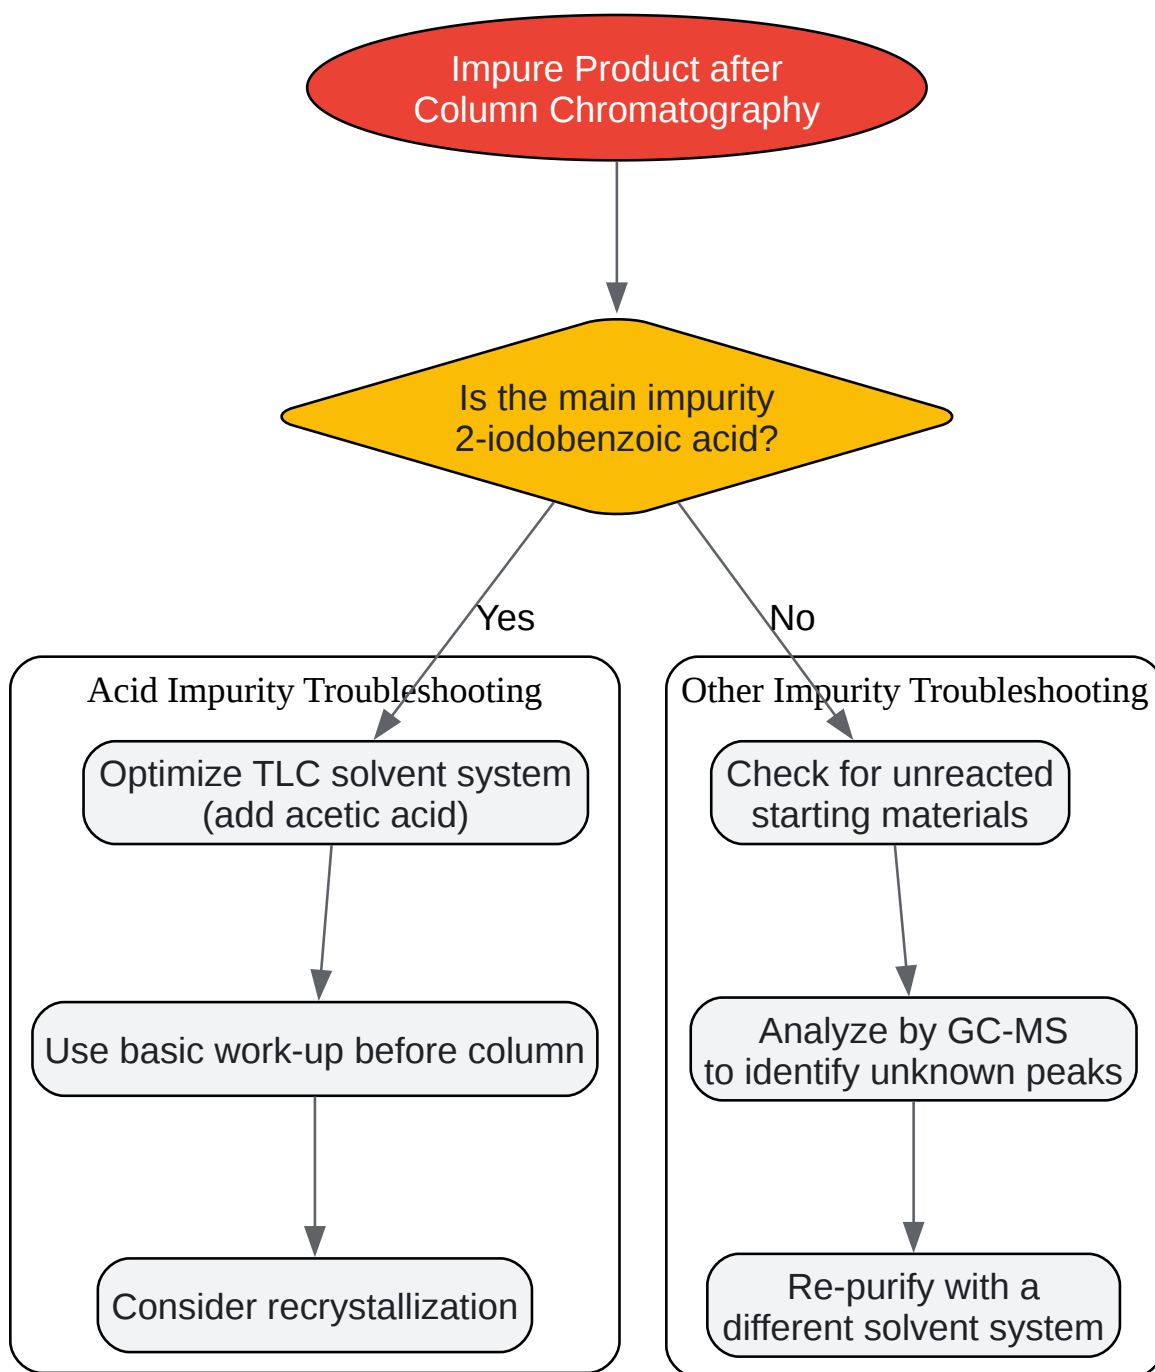 Impure Product after
Column Chromatography
Is the main impurity
2-iodobenzoic acid?
Yes
No
Acid Impurity Troubleshooting
Optimize TLC solvent system
(add acetic acid)
Use basic work-up before column
Consider recrystallization
Other Impurity Troubleshooting
Check for unreacted
starting materials
Analyze by GC-MS
to identify unknown peaks
Re-purify with a
different solvent system